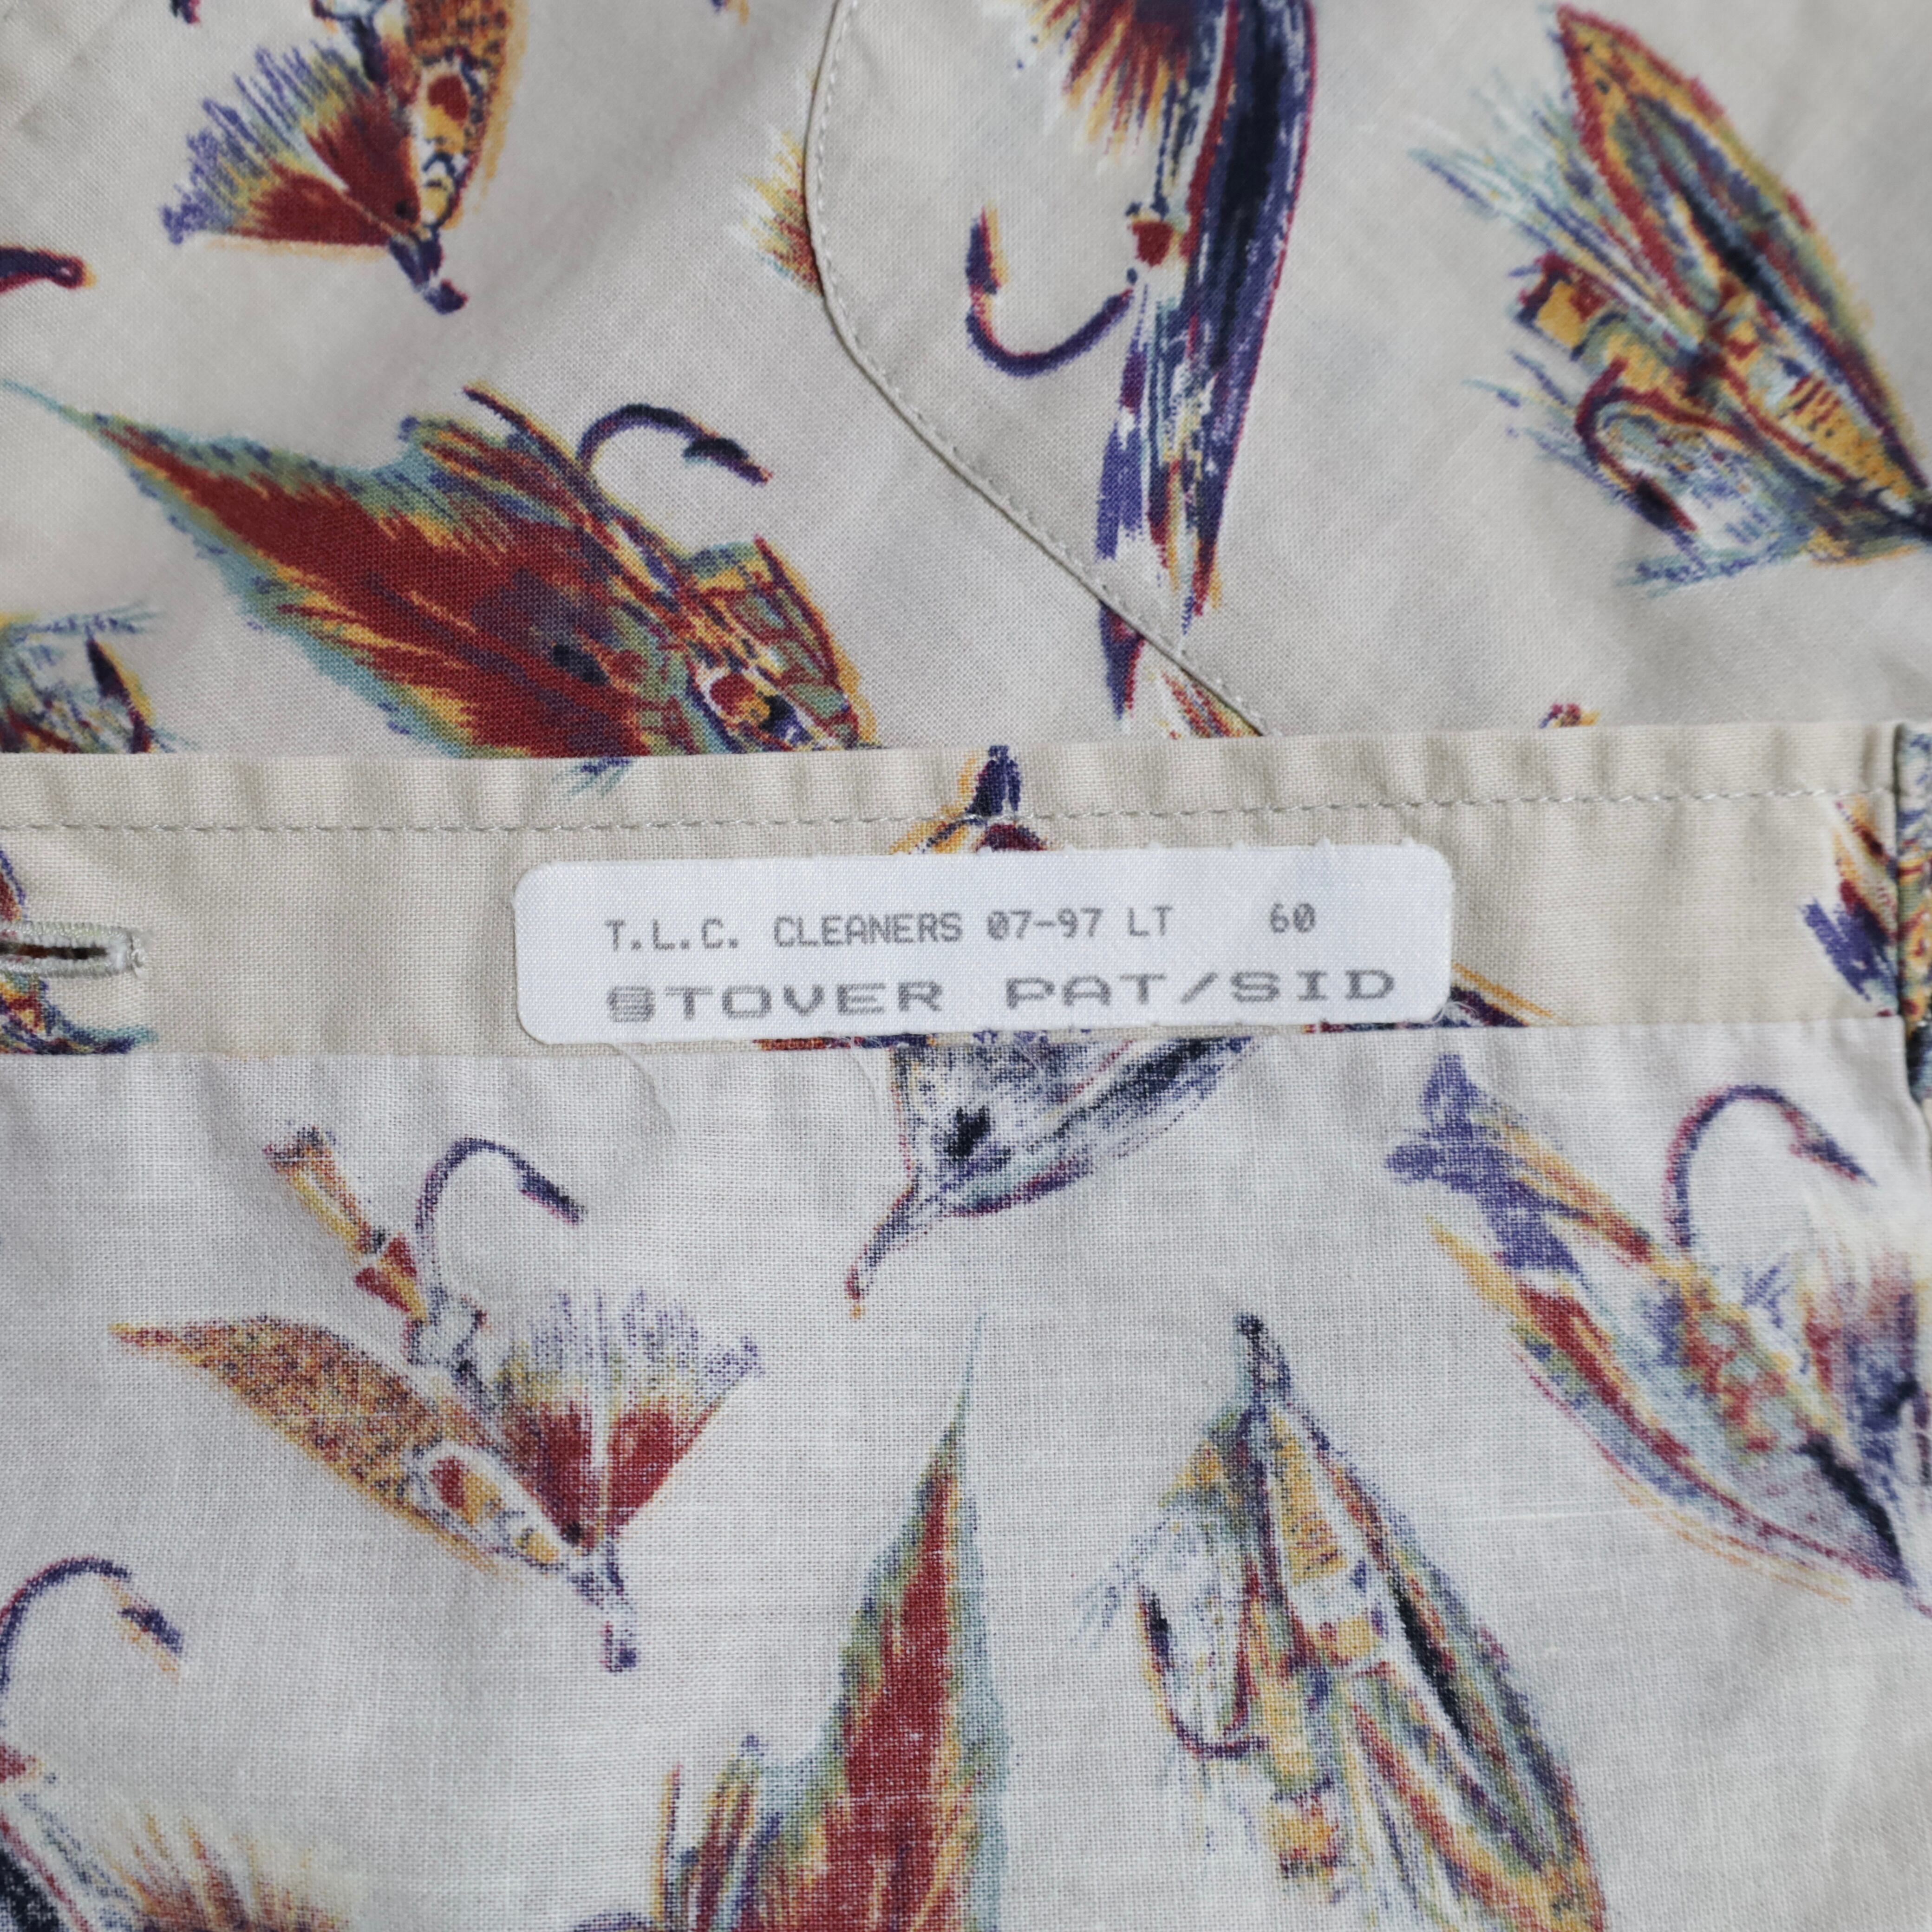 T.L.C. CLEANERS 07-97 LT 60
STOVER PAT/SID